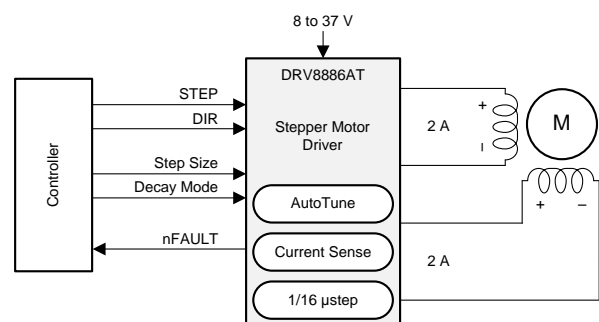 8 to 37 V
DRV8886AT
Stepper Motor
Driver
Controller
STEP
DIR
Step Size
Decay Mode
nFAULT
AutoTune
Current Sense
1/16 µstep
+
2 A
–
M
+ –
2 A